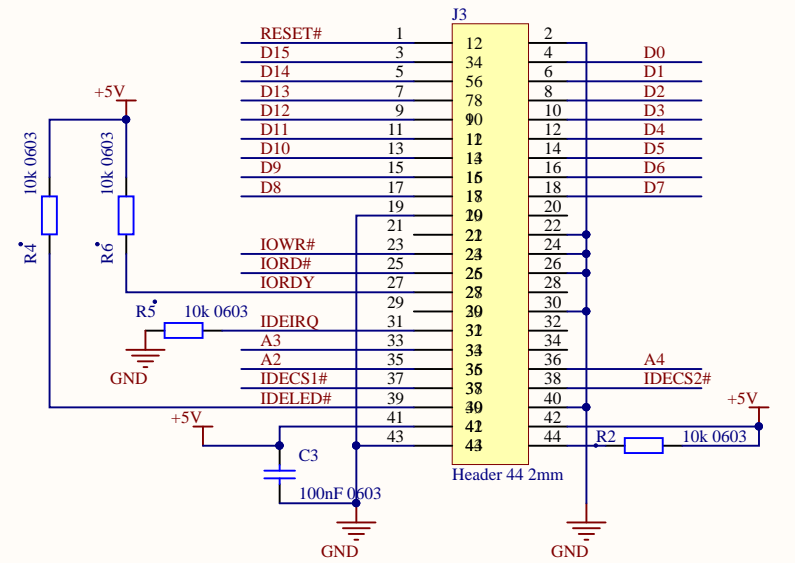 J3
RESET# 1 12 2
D15 3 34 4 D0
D14 5 56 6 D1
D13 7 78 8 D2
D12 9 10 D3
D11 11 12 D4
D10 13 14 D5
D9 15 16 D6
D8 17 18 D7
19 20
21 22
IOWR# 23 24
IORD# 25 26
IORDY 27 28
29 30
IDEIRQ 31 32
A3 33 34
A2 35 36 A4
IDECS1# 37 38 IDECS2#
IDELED# 39 40
41 42
43 44
Header 44 2mm
+5V
10k 0603
R4
10k 0603
R6
R5 10k 0603
GND
+5V
C3
100nF 0603
GND
+5V
R2 10k 0603
GND